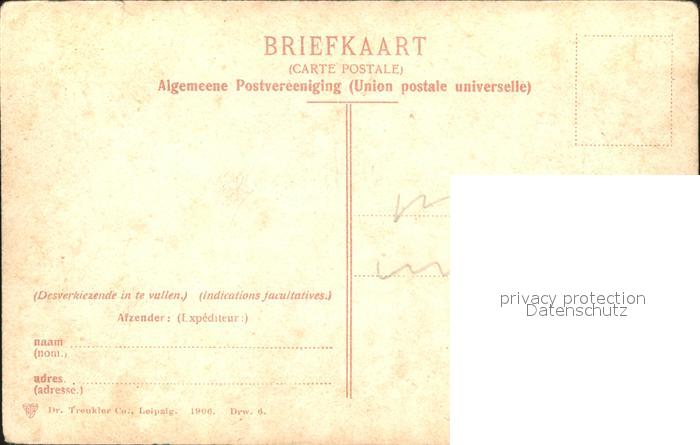 BRIEFKAART
(CARTE POSTALE)
Algemeene Postvereeniging (Union postale universelle)
(Desverkiezende in te vullen.) (Indications facultatives.)
Afzender: (Expéditeur:)
naam
(nom.)
adres.
(adresse.)
Dr. Trenkler Co., Leipzig. 1906. Drw. 6.
privacy protection
Datenschutz